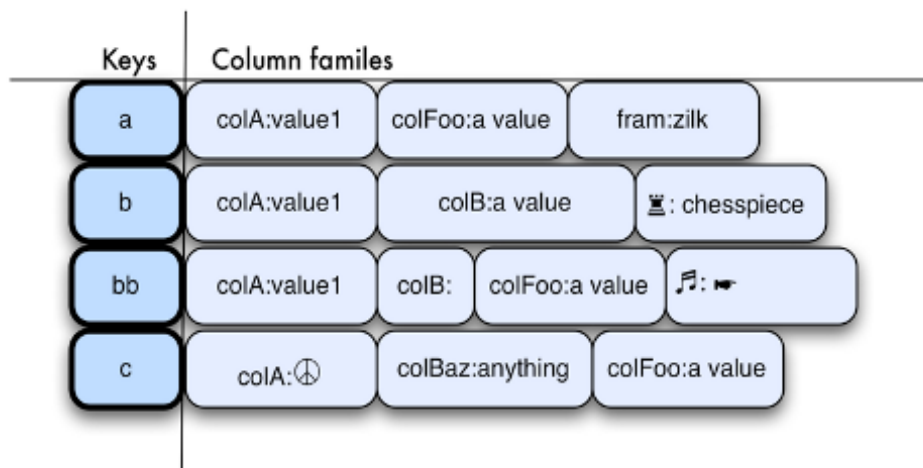 Keys Column familes
a colA:value1 colFoo:a value fram:zilk
b colA:value1 colB:a value ♜: chesspiece
bb colA:value1 colB: colFoo:a value ♬: ☛
c colA:☮ colBaz:anything colFoo:a value